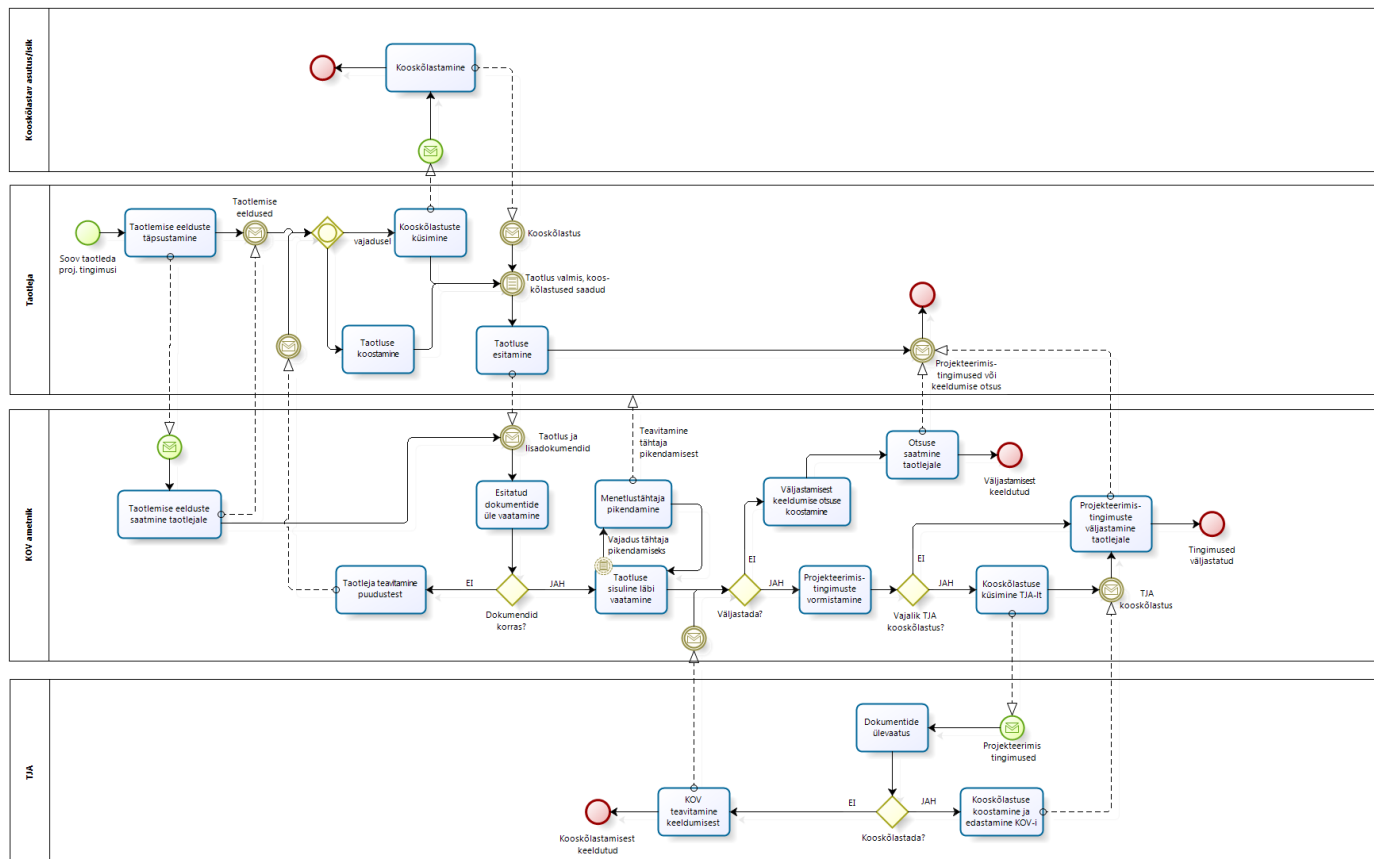 Kooskõlastav asutus/isik
Kooskõlastamine
Taotleja
Soov taotleda
proj. tingimusi
Taotlemise eelduste
täpsustamine
Taotlemise
eeldused
vajadusel
Kooskõlastuste
küsimine
Kooskõlastus
Taotlus valmis, koos-
kõlastused saadud
Taotluse
koostamine
Taotluse
esitamine
Projekteerimis-
tingimused või
keeldumise otsus
KOV ametnik
Taotlemise eelduste
saatmine taotlejale
Taotlus ja
lisadokumendid
Esitatud
dokumentide
üle vaatamine
Dokumendid
korras?
EI
JAH
Taotleja teavitamine
puudustest
Teavitamine
tähtaja
pikendamisest
Menetlustähtaja
pikendamine
Vajadus tähtaja
pikendamiseks
Taotluse
sisuline läbi
vaatamine
Väljastada?
EI
JAH
Väljastamisest
keeldumise otsuse
koostamine
Otsuse
saatmine
taotlejale
Väljastamisest
keeldutud
Projekteerimis-
tingimuste
vormistamine
Vajalik TJA
kooskõlastus?
EI
JAH
Kooskõlastuse
küsimine TJA-lt
TJA
kooskõlastus
Projekteerimis-
tingimuste
väljastamine
taotlejale
Tingimused
väljastatud
TJA
Projekteerimis
tingimused
Dokumentide
ülevaatus
Kooskõlastada?
EI
JAH
KOV
teavitamine
keeldumisest
Kooskõlastamisest
keeldutud
Kooskõlastuse
koostamine ja
edastamine KOV-i